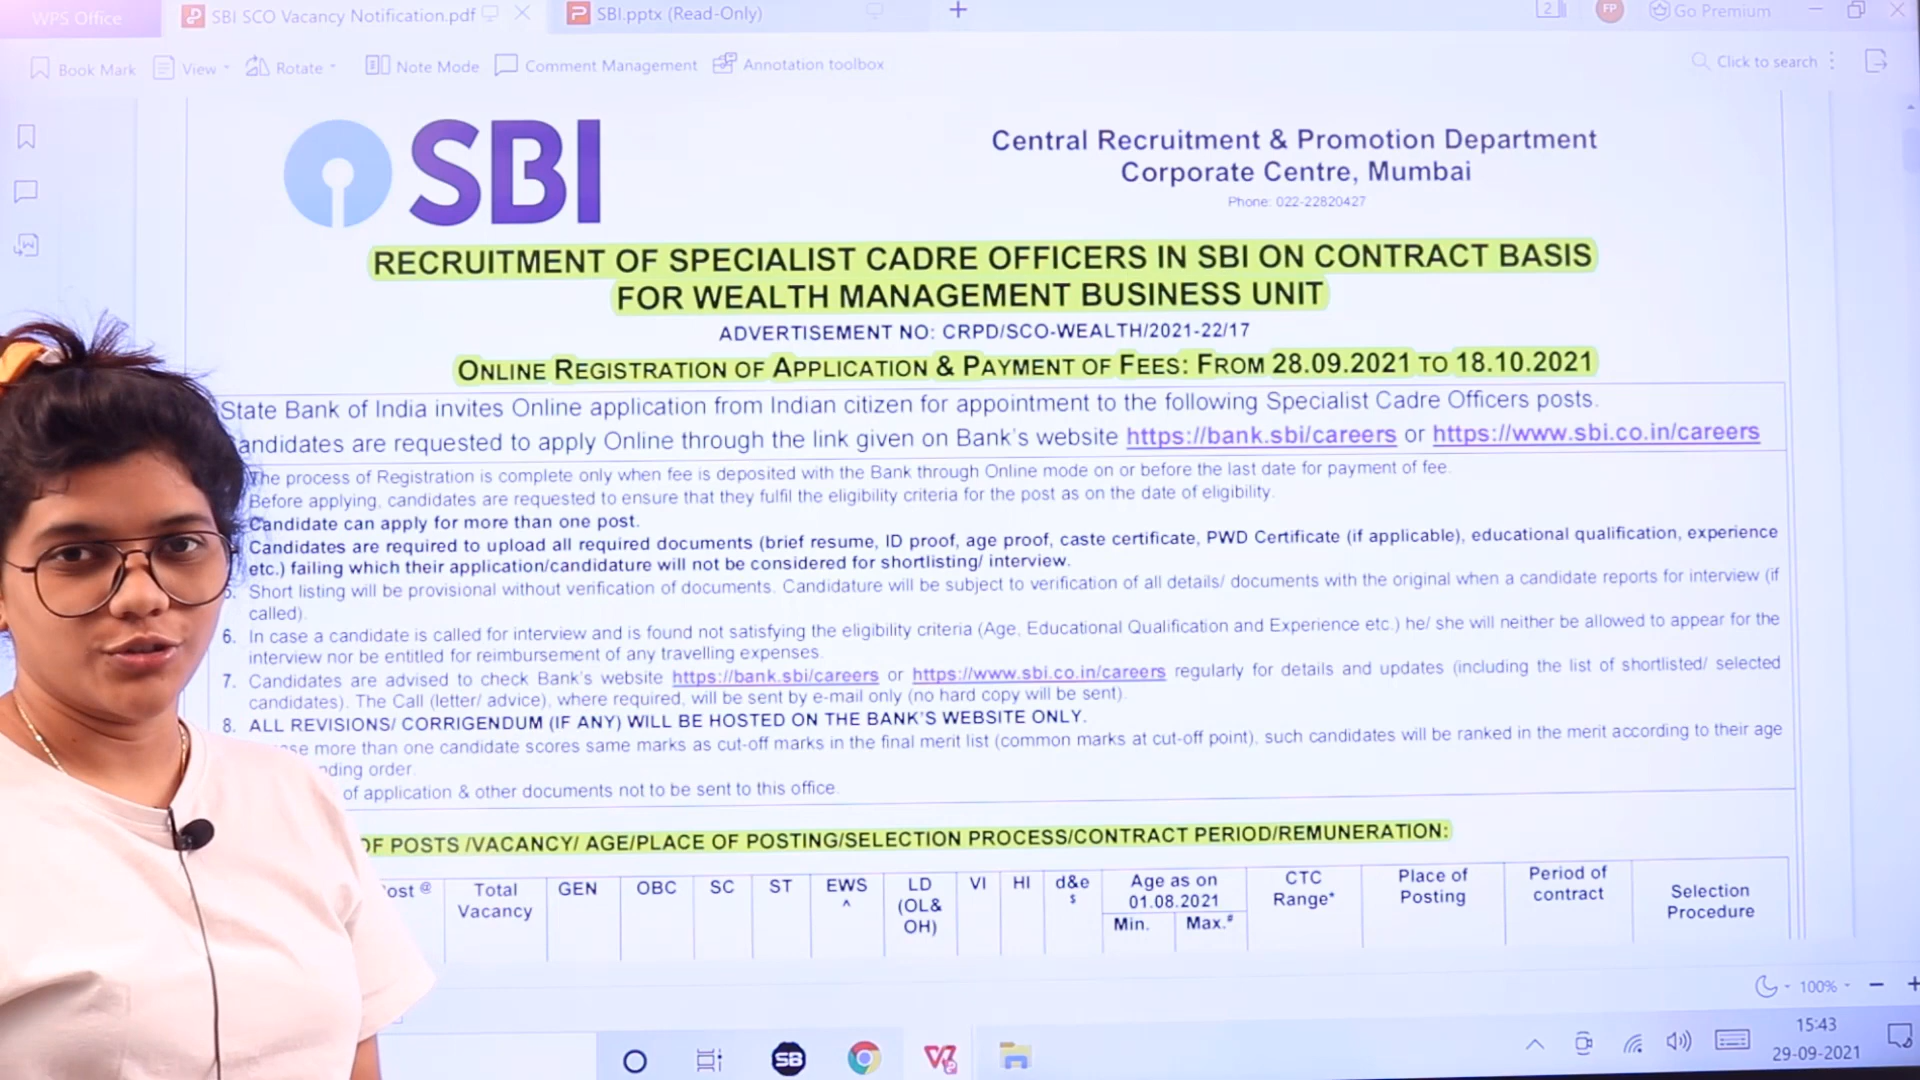 WPS Office
SBI SCO Vacancy Notification.pdf
SBI.pptx (Read-Only)
2
FP
Go Premium
Book Mark
View
Rotate
Note Mode
Comment Management
Annotation toolbox
Click to search
SBI
Central Recruitment & Promotion Department
Corporate Centre, Mumbai
Phone: 022-22820427
RECRUITMENT OF SPECIALIST CADRE OFFICERS IN SBI ON CONTRACT BASIS
FOR WEALTH MANAGEMENT BUSINESS UNIT
ADVERTISEMENT NO: CRPD/SCO-WEALTH/2021-22/17
ONLINE REGISTRATION OF APPLICATION & PAYMENT OF FEES: FROM 28.09.2021 TO 18.10.2021
State Bank of India invites Online application from Indian citizen for appointment to the following Specialist Cadre Officers posts.
andidates are requested to apply Online through the link given on Bank's website https://bank.sbi/careers or https://www.sbi.co.in/careers
The process of Registration is complete only when fee is deposited with the Bank through Online mode on or before the last date for payment of fee.
Before applying, candidates are requested to ensure that they fulfil the eligibility criteria for the post as on the date of eligibility.
Candidate can apply for more than one post.
Candidates are required to upload all required documents (brief resume, ID proof, age proof, caste certificate, PWD Certificate (if applicable), educational qualification, experience
etc.) failing which their application/candidature will not be considered for shortlisting/ interview.
5. Short listing will be provisional without verification of documents. Candidature will be subject to verification of all details/ documents with the original when a candidate reports for interview (if
called).
6. In case a candidate is called for interview and is found not satisfying the eligibility criteria (Age, Educational Qualification and Experience etc.) he/ she will neither be allowed to appear for the
interview nor be entitled for reimbursement of any travelling expenses.
7. Candidates are advised to check Bank's website https://bank.sbi/careers or https://www.sbi.co.in/careers regularly for details and updates (including the list of shortlisted/ selected
candidates). The Call (letter/ advice), where required, will be sent by e-mail only (no hard copy will be sent).
8. ALL REVISIONS/ CORRIGENDUM (IF ANY) WILL BE HOSTED ON THE BANK'S WEBSITE ONLY.
se more than one candidate scores same marks as cut-off marks in the final merit list (common marks at cut-off point), such candidates will be ranked in the merit according to their age
nding order.
of application & other documents not to be sent to this office.
OF POSTS /VACANCY/ AGE/PLACE OF POSTING/SELECTION PROCESS/CONTRACT PERIOD/REMUNERATION:
ost @
Total Vacancy
GEN
OBC
SC
ST
EWS ^
LD (OL& OH)
VI
HI
d&e $
Age as on 01.08.2021
Min.
Max.#
CTC Range*
Place of Posting
Period of contract
Selection Procedure
100%
SB
15:43
29-09-2021